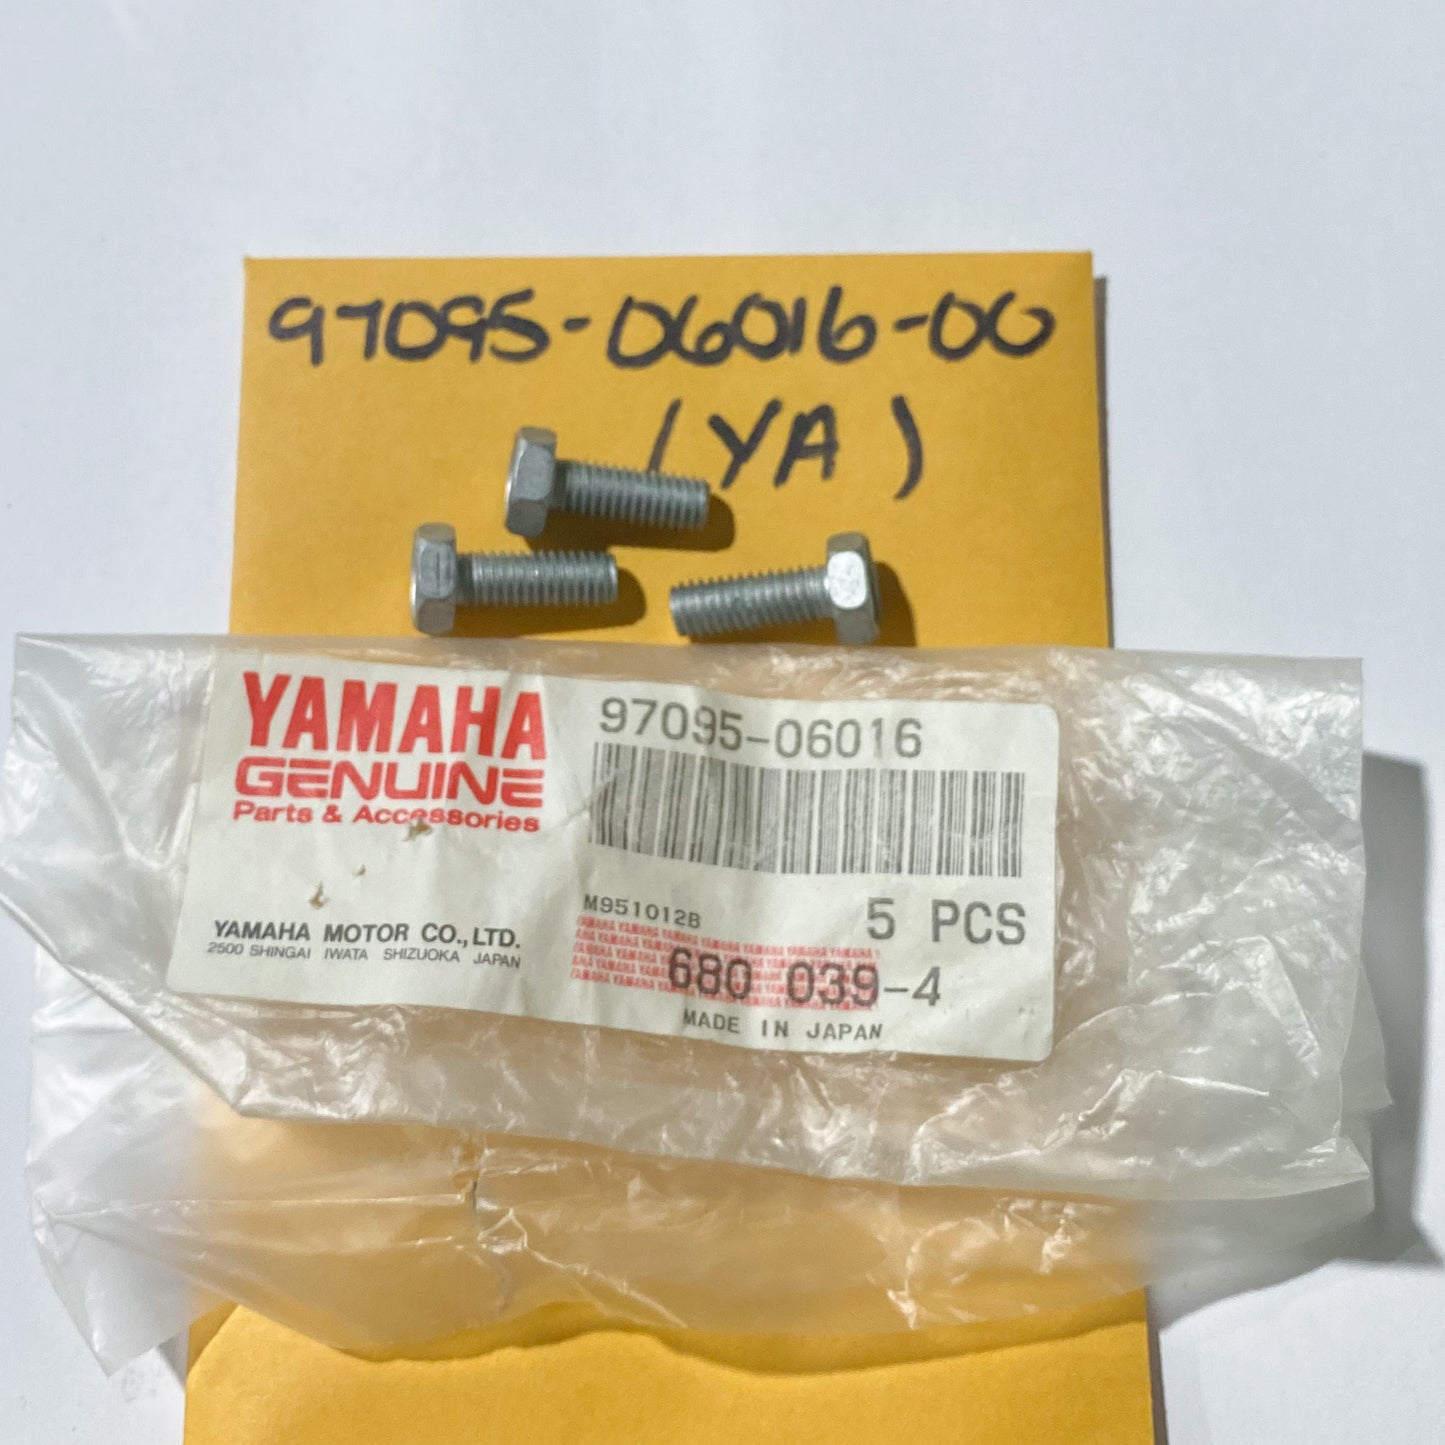 97095-06016-00
(YA)
YAMAHA
GENUINE
Parts & Accessories
97095-06016
M951012B
5 PCS
YAMAHA MOTOR CO., LTD.
2500 SHINGAI IWATA SHIZUOKA JAPAN
680 039-4
MADE IN JAPAN